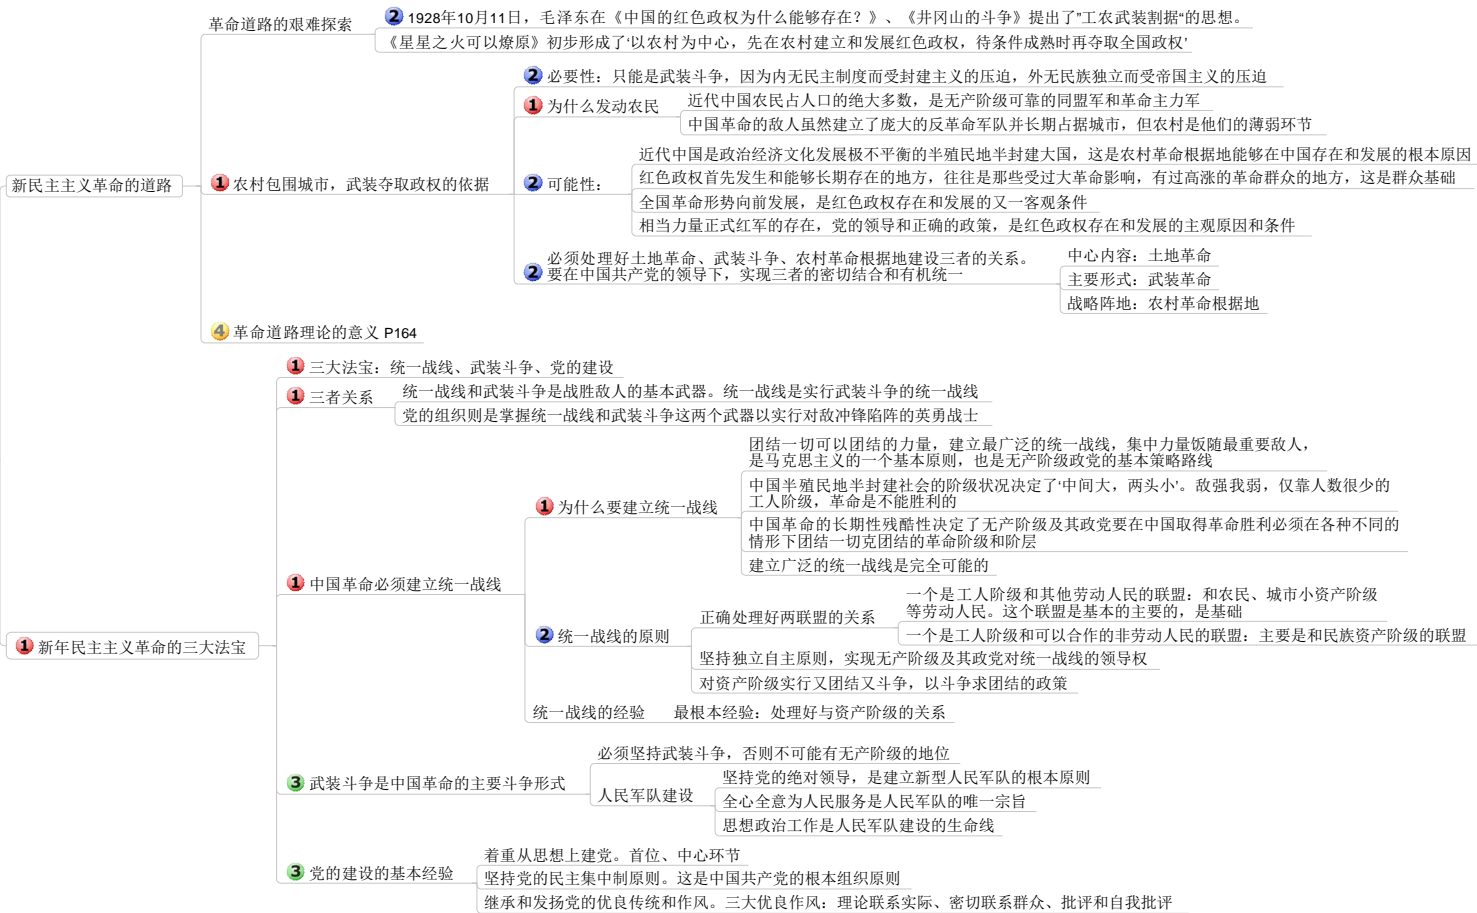 革命道路的艰难探索
2 1928年10月11日，毛泽东在《中国的红色政权为什么能够存在？》、《井冈山的斗争》提出了"工农武装割据“的思想。
《星星之火可以燎原》初步形成了‘以农村为中心，先在农村建立和发展红色政权，待条件成熟时再夺取全国政权’
新民主主义革命的道路
1 农村包围城市，武装夺取政权的依据
2 必要性：只能是武装斗争，因为内无民主制度而受封建主义的压迫，外无民族独立而受帝国主义的压迫
1 为什么发动农民
近代中国农民占人口的绝大多数，是无产阶级可靠的同盟军和革命主力军
中国革命的敌人虽然建立了庞大的反革命军队并长期占据城市，但农村是他们的薄弱环节
2 可能性：
近代中国是政治经济文化发展极不平衡的半殖民地半封建大国，这是农村革命根据地能够在中国存在和发展的根本原因
红色政权首先发生和能够长期存在的地方，往往是那些受过大革命影响，有过高涨的革命群众的地方，这是群众基础
全国革命形势向前发展，是红色政权存在和发展的又一客观条件
相当力量正式红军的存在，党的领导和正确的政策，是红色政权存在和发展的主观原因和条件
2 必须处理好土地革命、武装斗争、农村革命根据地建设三者的关系。
要在中国共产党的领导下，实现三者的密切结合和有机统一
中心内容：土地革命
主要形式：武装革命
战略阵地：农村革命根据地
4 革命道路理论的意义 P164
1 新年民主主义革命的三大法宝
1 三大法宝：统一战线、武装斗争、党的建设
1 三者关系
统一战线和武装斗争是战胜敌人的基本武器。统一战线是实行武装斗争的统一战线
党的组织则是掌握统一战线和武装斗争这两个武器以实行对敌冲锋陷阵的英勇战士
1 中国革命必须建立统一战线
1 为什么要建立统一战线
团结一切可以团结的力量，建立最广泛的统一战线，集中力量饭随最重要敌人，
是马克思主义的一个基本原则，也是无产阶级政党的基本策略路线
中国半殖民地半封建社会的阶级状况决定了‘中间大，两头小’。敌强我弱，仅靠人数很少的
工人阶级，革命是不能胜利的
中国革命的长期性残酷性决定了无产阶级及其政党要在中国取得革命胜利必须在各种不同的
情形下团结一切克团结的革命阶级和阶层
建立广泛的统一战线是完全可能的
2 统一战线的原则
正确处理好两联盟的关系
一个是工人阶级和其他劳动人民的联盟：和农民、城市小资产阶级
等劳动人民。这个联盟是基本的主要的，是基础
一个是工人阶级和可以合作的非劳动人民的联盟：主要是和民族资产阶级的联盟
坚持独立自主原则，实现无产阶级及其政党对统一战线的领导权
对资产阶级实行又团结又斗争，以斗争求团结的政策
统一战线的经验 最根本经验：处理好与资产阶级的关系
3 武装斗争是中国革命的主要斗争形式
必须坚持武装斗争，否则不可能有无产阶级的地位
人民军队建设
坚持党的绝对领导，是建立新型人民军队的根本原则
全心全意为人民服务是人民军队的唯一宗旨
思想政治工作是人民军队建设的生命线
3 党的建设的基本经验
着重从思想上建党。首位、中心环节
坚持党的民主集中制原则。这是中国共产党的根本组织原则
继承和发扬党的优良传统和作风。三大优良作风：理论联系实际、密切联系群众、批评和自我批评